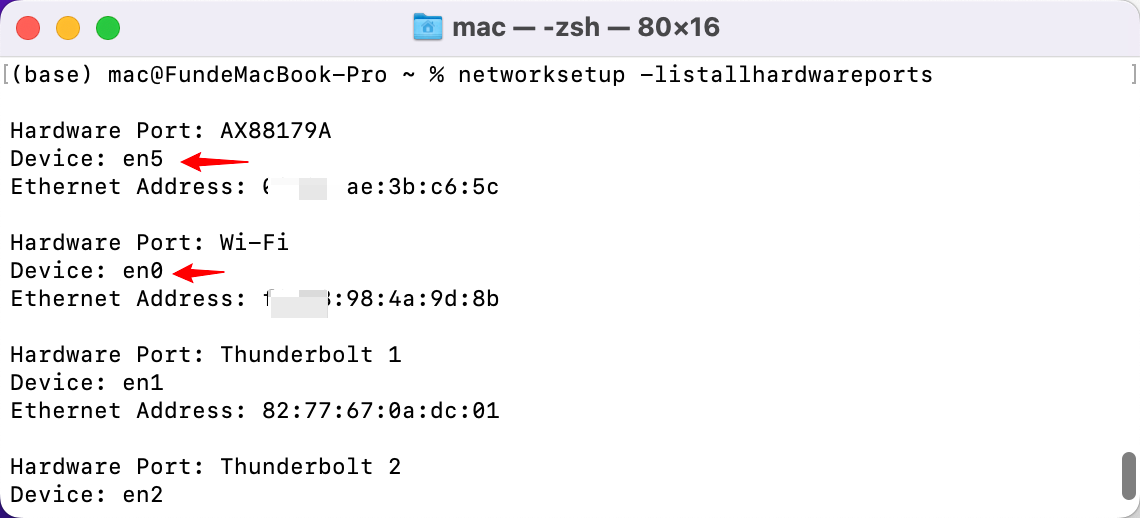 mac — -zsh — 80×16
(base) mac@FundeMacBook-Pro ~ % networksetup -listallhardwareports
Hardware Port: AX88179A
Device: en5
Ethernet Address: ae:3b:c6:5c
Hardware Port: Wi-Fi
Device: en0
Ethernet Address: :98:4a:9d:8b
Hardware Port: Thunderbolt 1
Device: en1
Ethernet Address: 82:77:67:0a:dc:01
Hardware Port: Thunderbolt 2
Device: en2